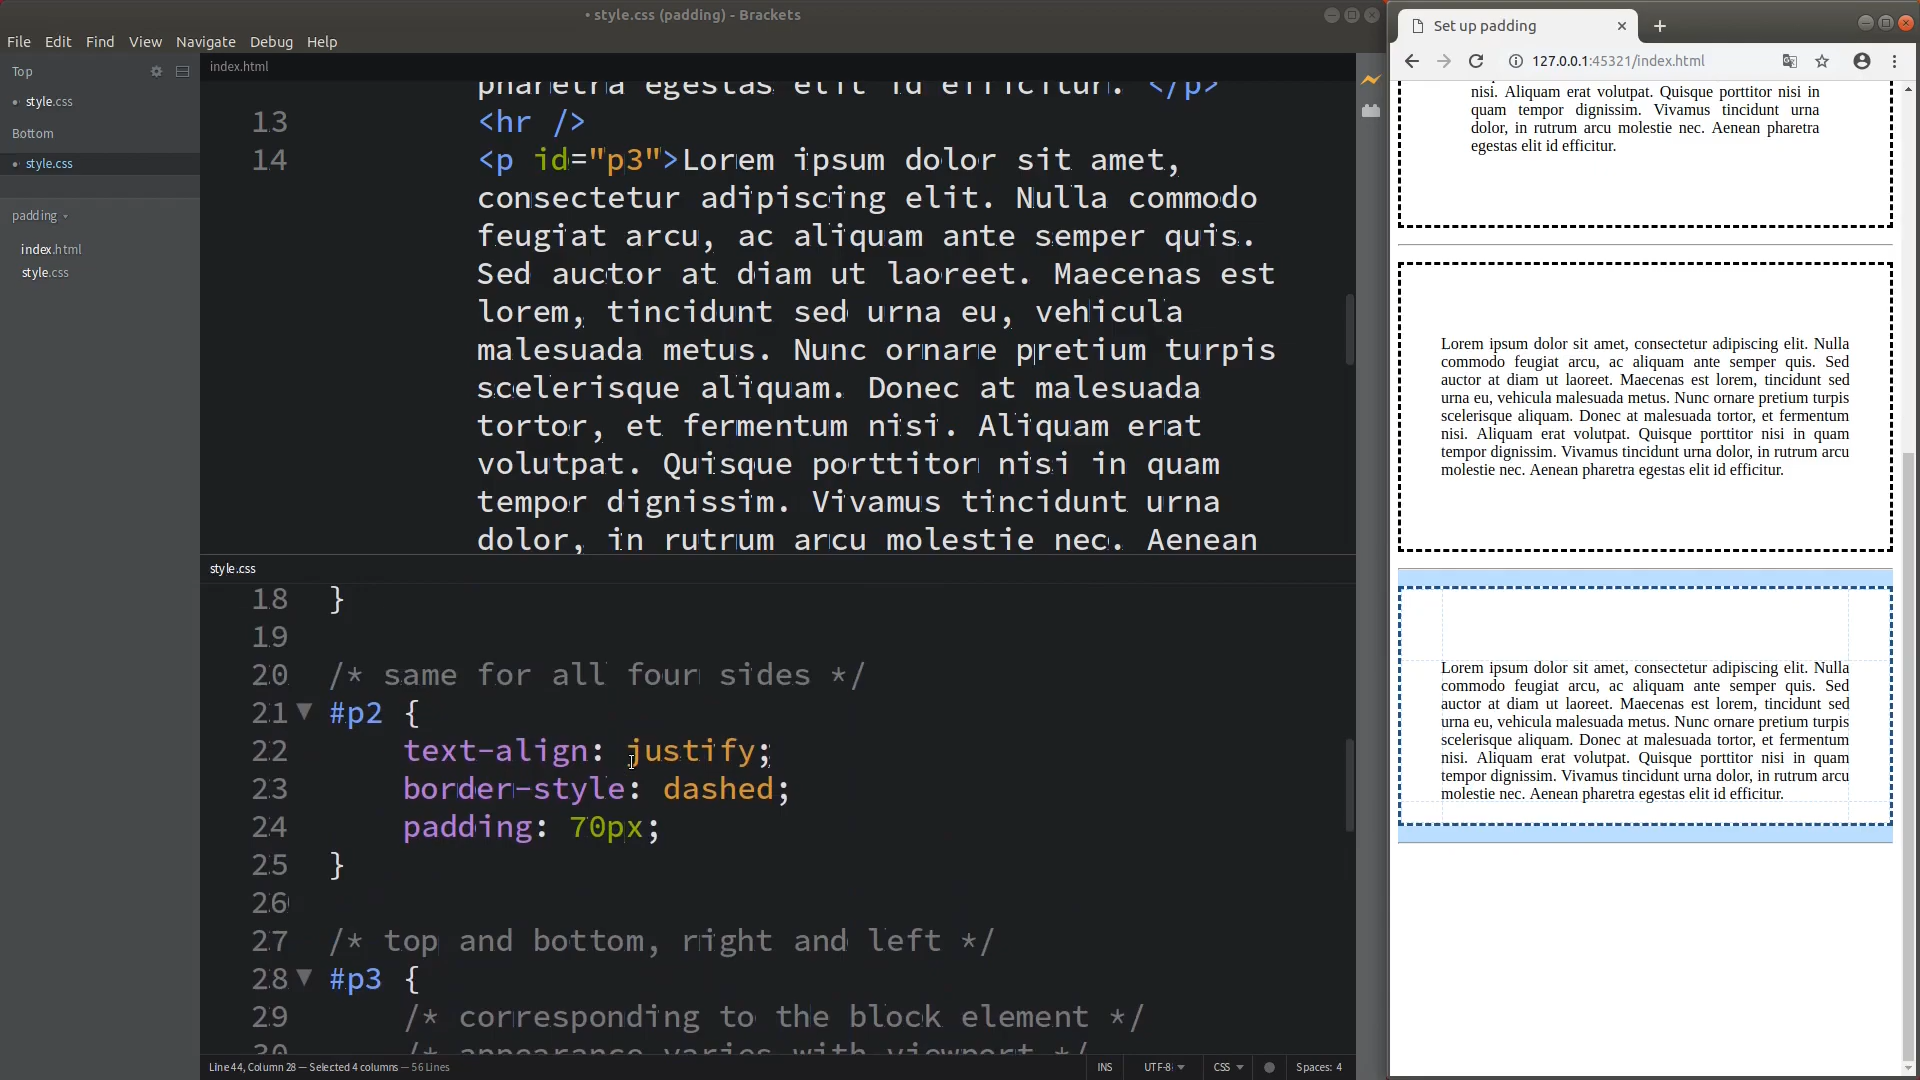 • style.css (padding) - Brackets
File Edit Find View Navigate Debug Help
Top
• style.css
Bottom
• style.css
padding
index.html
style.css
index.html
pharetra egestas elit id efficitur. </p>
13 <hr />
14 <p id="p3">Lorem ipsum dolor sit amet,
consectetur adipiscing elit. Nulla commodo
feugiat arcu, ac aliquam ante semper quis.
Sed auctor at diam ut laoreet. Maecenas est
lorem, tincidunt sed urna eu, vehicula
malesuada metus. Nunc ornare pretium turpis
scelerisque aliquam. Donec at malesuada
tortor, et fermentum nisi. Aliquam erat
volutpat. Quisque porttitor nisi in quam
tempor dignissim. Vivamus tincidunt urna
dolor, in rutrum arcu molestie nec. Aenean
style.css
18 }
19
20 /* same for all four sides */
21 #p2 {
22 text-align: justify;
23 border-style: dashed;
24 padding: 70px;
25 }
26
27 /* top and bottom, right and left */
28 #p3 {
29 /* corresponding to the block element */
30 /* appearance varies with viewport */
Line 44, Column 28 — Selected 4 columns — 56 Lines
INS UTF-8 CSS Spaces: 4
Set up padding
127.0.0.1:45321/index.html
nisi. Aliquam erat volutpat. Quisque porttitor nisi in
quam tempor dignissim. Vivamus tincidunt urna
dolor, in rutrum arcu molestie nec. Aenean pharetra
egestas elit id efficitur.
Lorem ipsum dolor sit amet, consectetur adipiscing elit. Nulla
commodo feugiat arcu, ac aliquam ante semper quis. Sed
auctor at diam ut laoreet. Maecenas est lorem, tincidunt sed
urna eu, vehicula malesuada metus. Nunc ornare pretium turpis
scelerisque aliquam. Donec at malesuada tortor, et fermentum
nisi. Aliquam erat volutpat. Quisque porttitor nisi in quam
tempor dignissim. Vivamus tincidunt urna dolor, in rutrum arcu
molestie nec. Aenean pharetra egestas elit id efficitur.
Lorem ipsum dolor sit amet, consectetur adipiscing elit. Nulla
commodo feugiat arcu, ac aliquam ante semper quis. Sed
auctor at diam ut laoreet. Maecenas est lorem, tincidunt sed
urna eu, vehicula malesuada metus. Nunc ornare pretium turpis
scelerisque aliquam. Donec at malesuada tortor, et fermentum
nisi. Aliquam erat volutpat. Quisque porttitor nisi in quam
tempor dignissim. Vivamus tincidunt urna dolor, in rutrum arcu
molestie nec. Aenean pharetra egestas elit id efficitur.